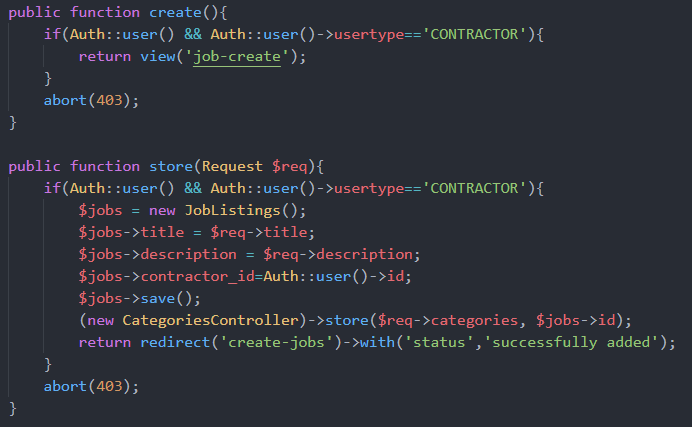 public function create(){
if(Auth::user() && Auth::user()->usertype=='CONTRACTOR'){
return view('job-create');
}
abort(403);
}
public function store(Request $req){
if(Auth::user() && Auth::user()->usertype=='CONTRACTOR'){
$jobs = new JobListings();
$jobs->title = $req->title;
$jobs->description = $req->description;
$jobs->contractor_id=Auth::user()->id;
$jobs->save();
(new CategoriesController)->store($req->categories, $jobs->id);
return redirect('create-jobs')->with('status','successfully added');
}
abort(403);
}